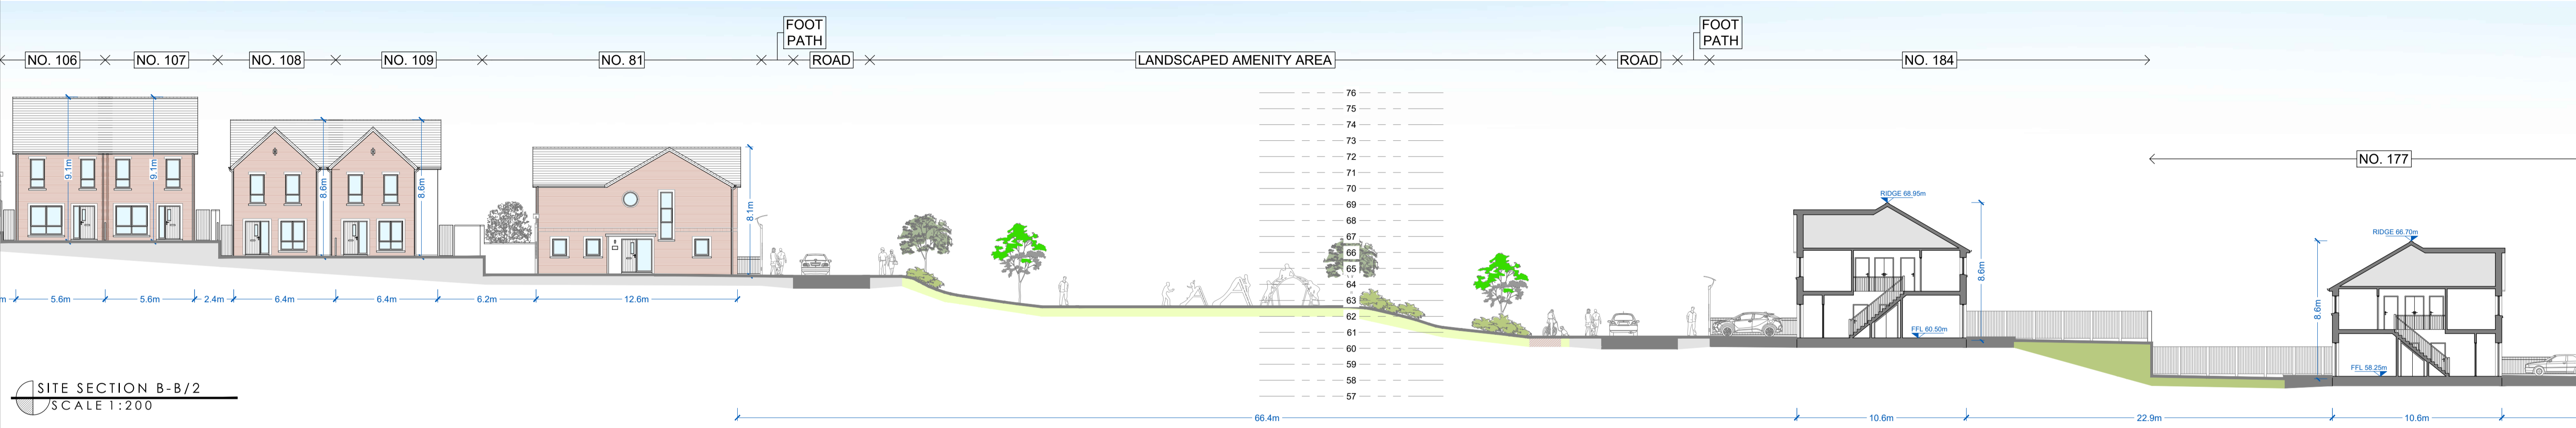 FOOT
PATH
FOOT
PATH
NO. 106
NO. 107
NO. 108
NO. 109
NO. 81
ROAD
LANDSCAPED AMENITY AREA
ROAD
NO. 184
NO. 177
76
75
74
73
72
71
70
69
68
67
66
65
64
63
62
61
60
59
58
57
9.1m
9.1m
8.6m
8.6m
8.1m
RIDGE 68.95m
8.6m
FFL 60.50m
RIDGE 66.70m
8.6m
FFL 58.25m
m
5.6m
5.6m
2.4m
6.4m
6.4m
6.2m
12.6m
SITE SECTION B-B/2
SCALE 1:200
66.4m
10.6m
22.9m
10.6m